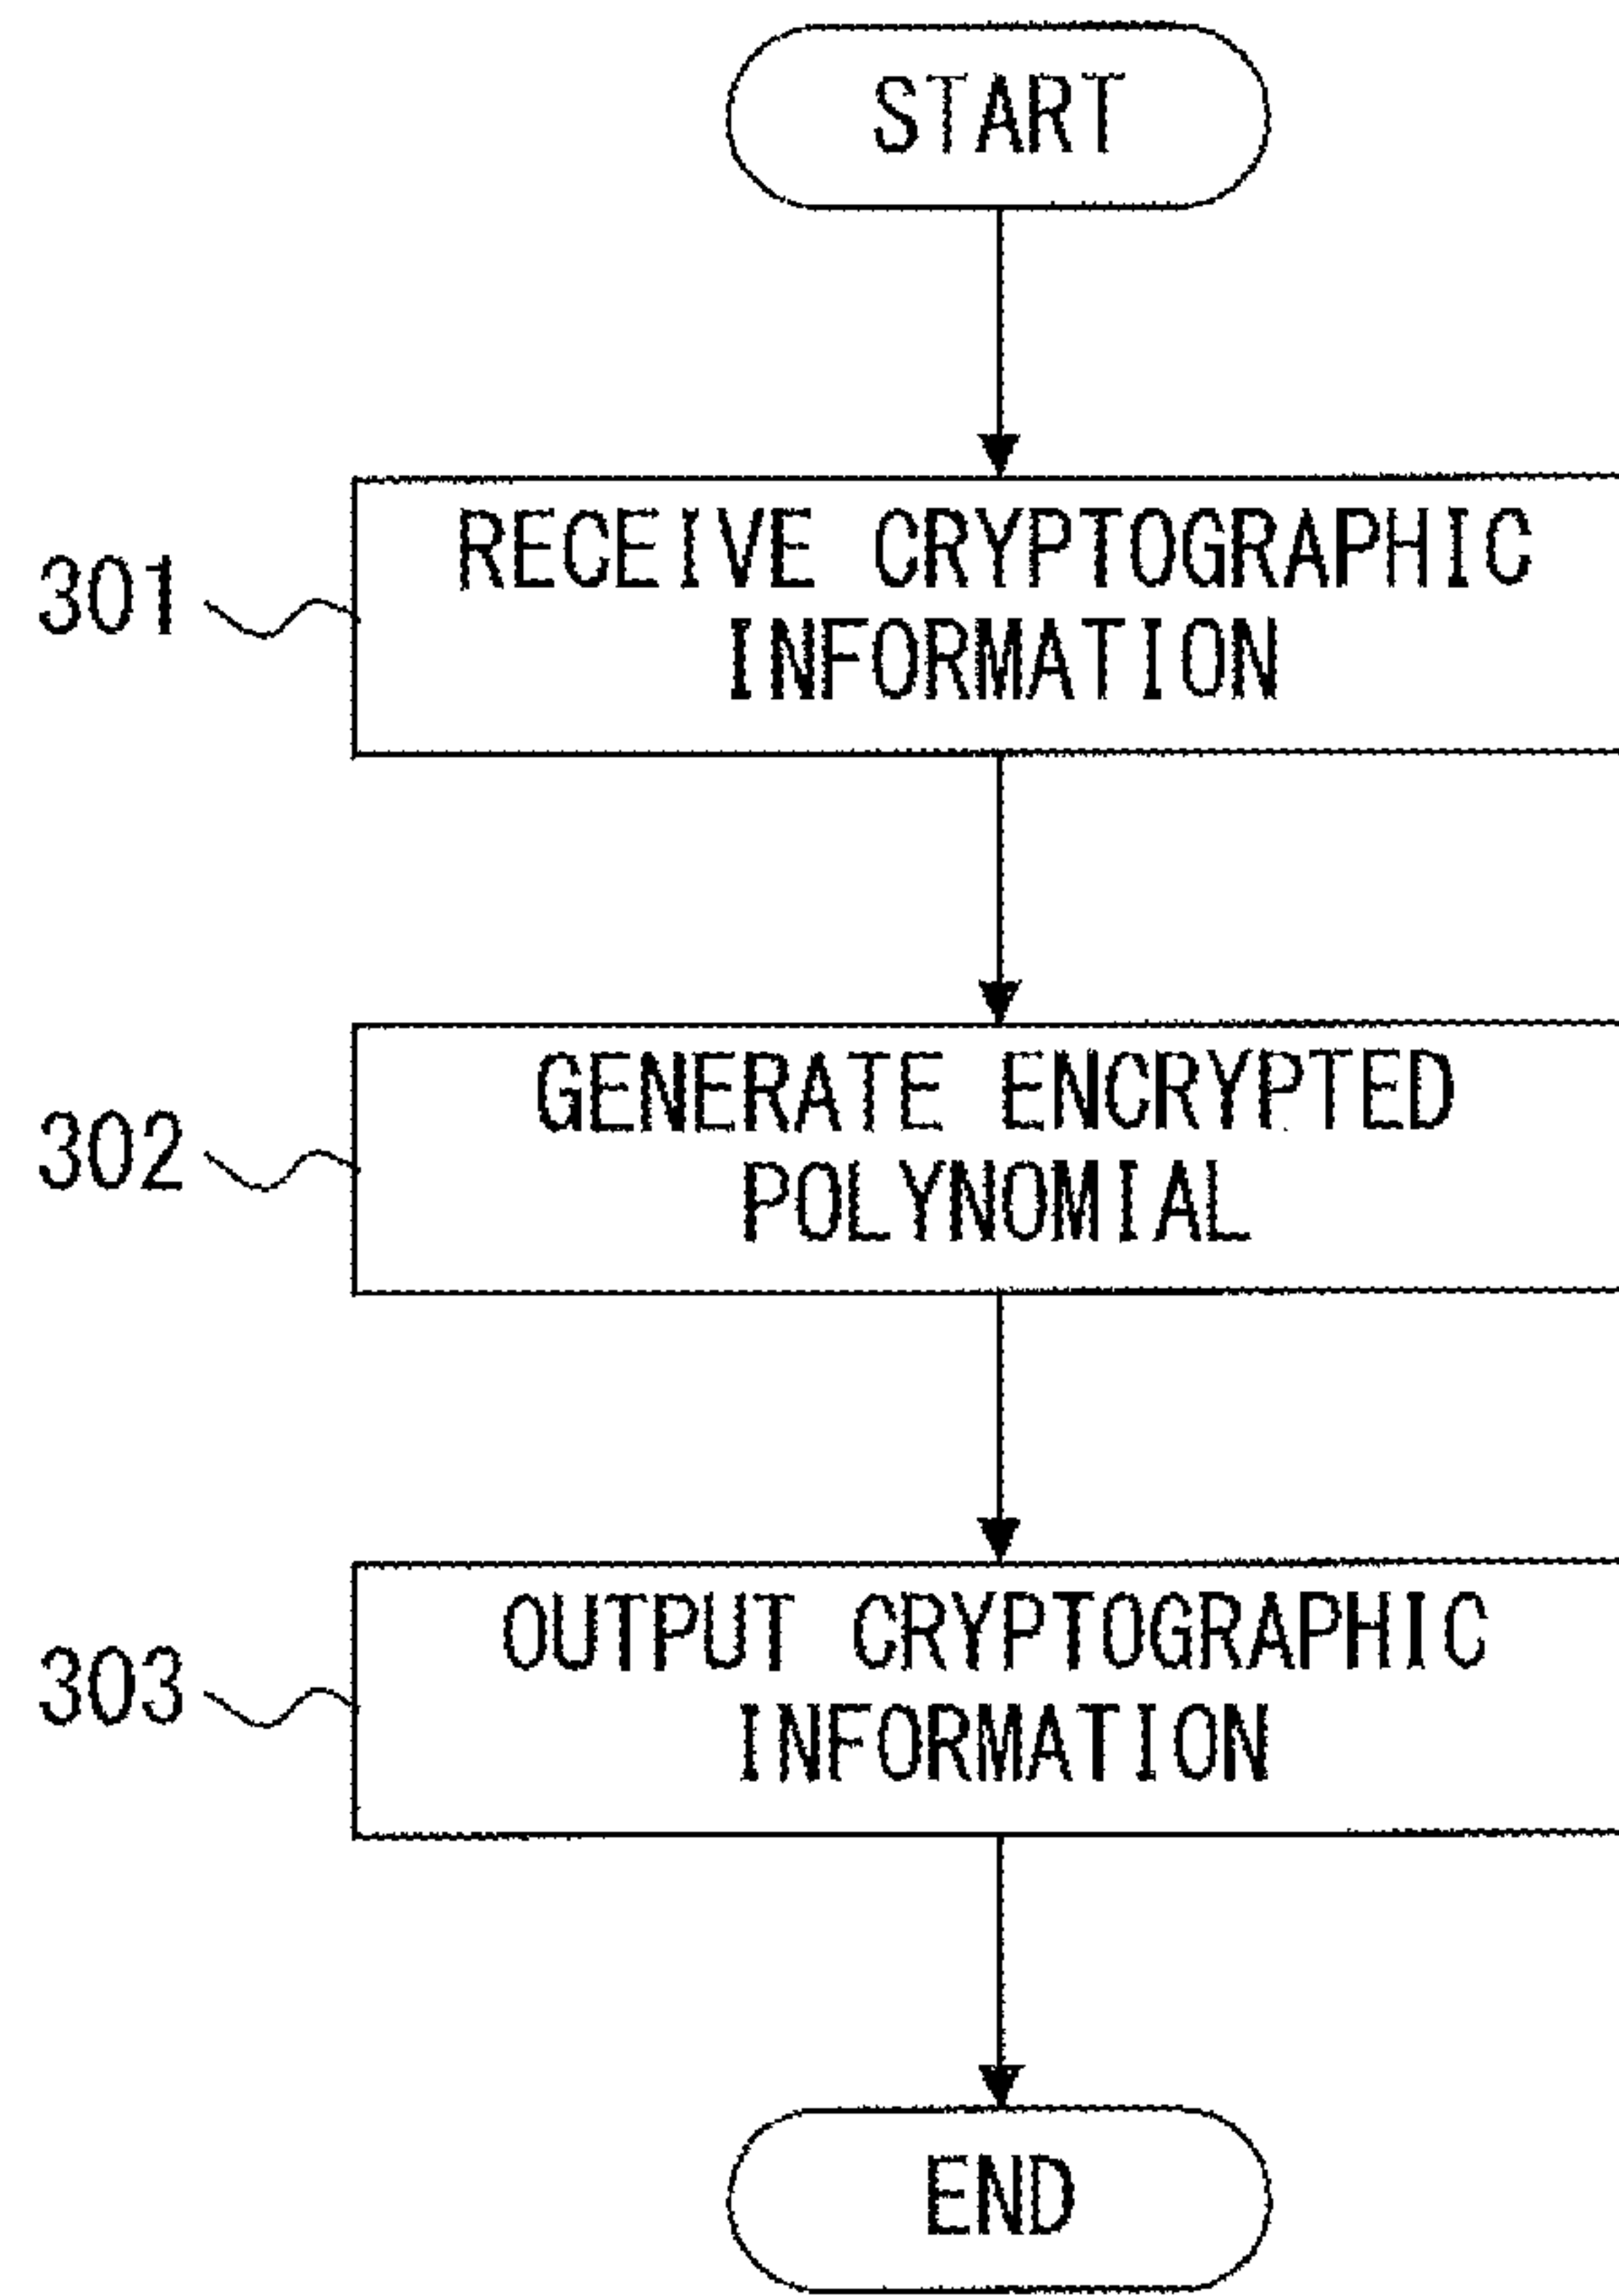 START
301
RECEIVE CRYPTOGRAPHIC
INFORMATION
302
GENERATE ENCRYPTED
POLYNOMIAL
303
OUTPUT CRYPTOGRAPHIC
INFORMATION
END